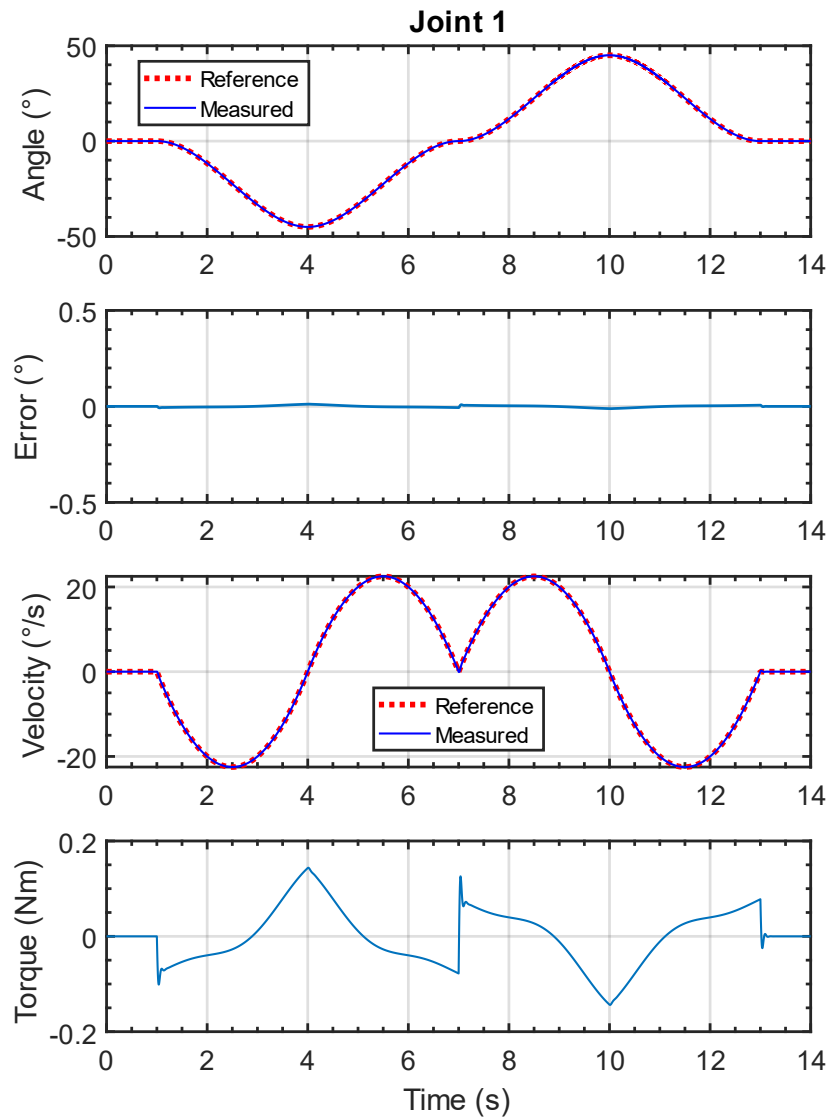 Joint 1
50
Reference
Measured
Angle (°)
0
-50
0 2 4 6 8 10 12 14
0.5
Error (°)
0
-0.5
0 2 4 6 8 10 12 14
20
Velocity (°/s)
0
Reference
Measured
-20
0 2 4 6 8 10 12 14
0.2
Torque (Nm)
0
-0.2
0 2 4 6 8 10 12 14
Time (s)